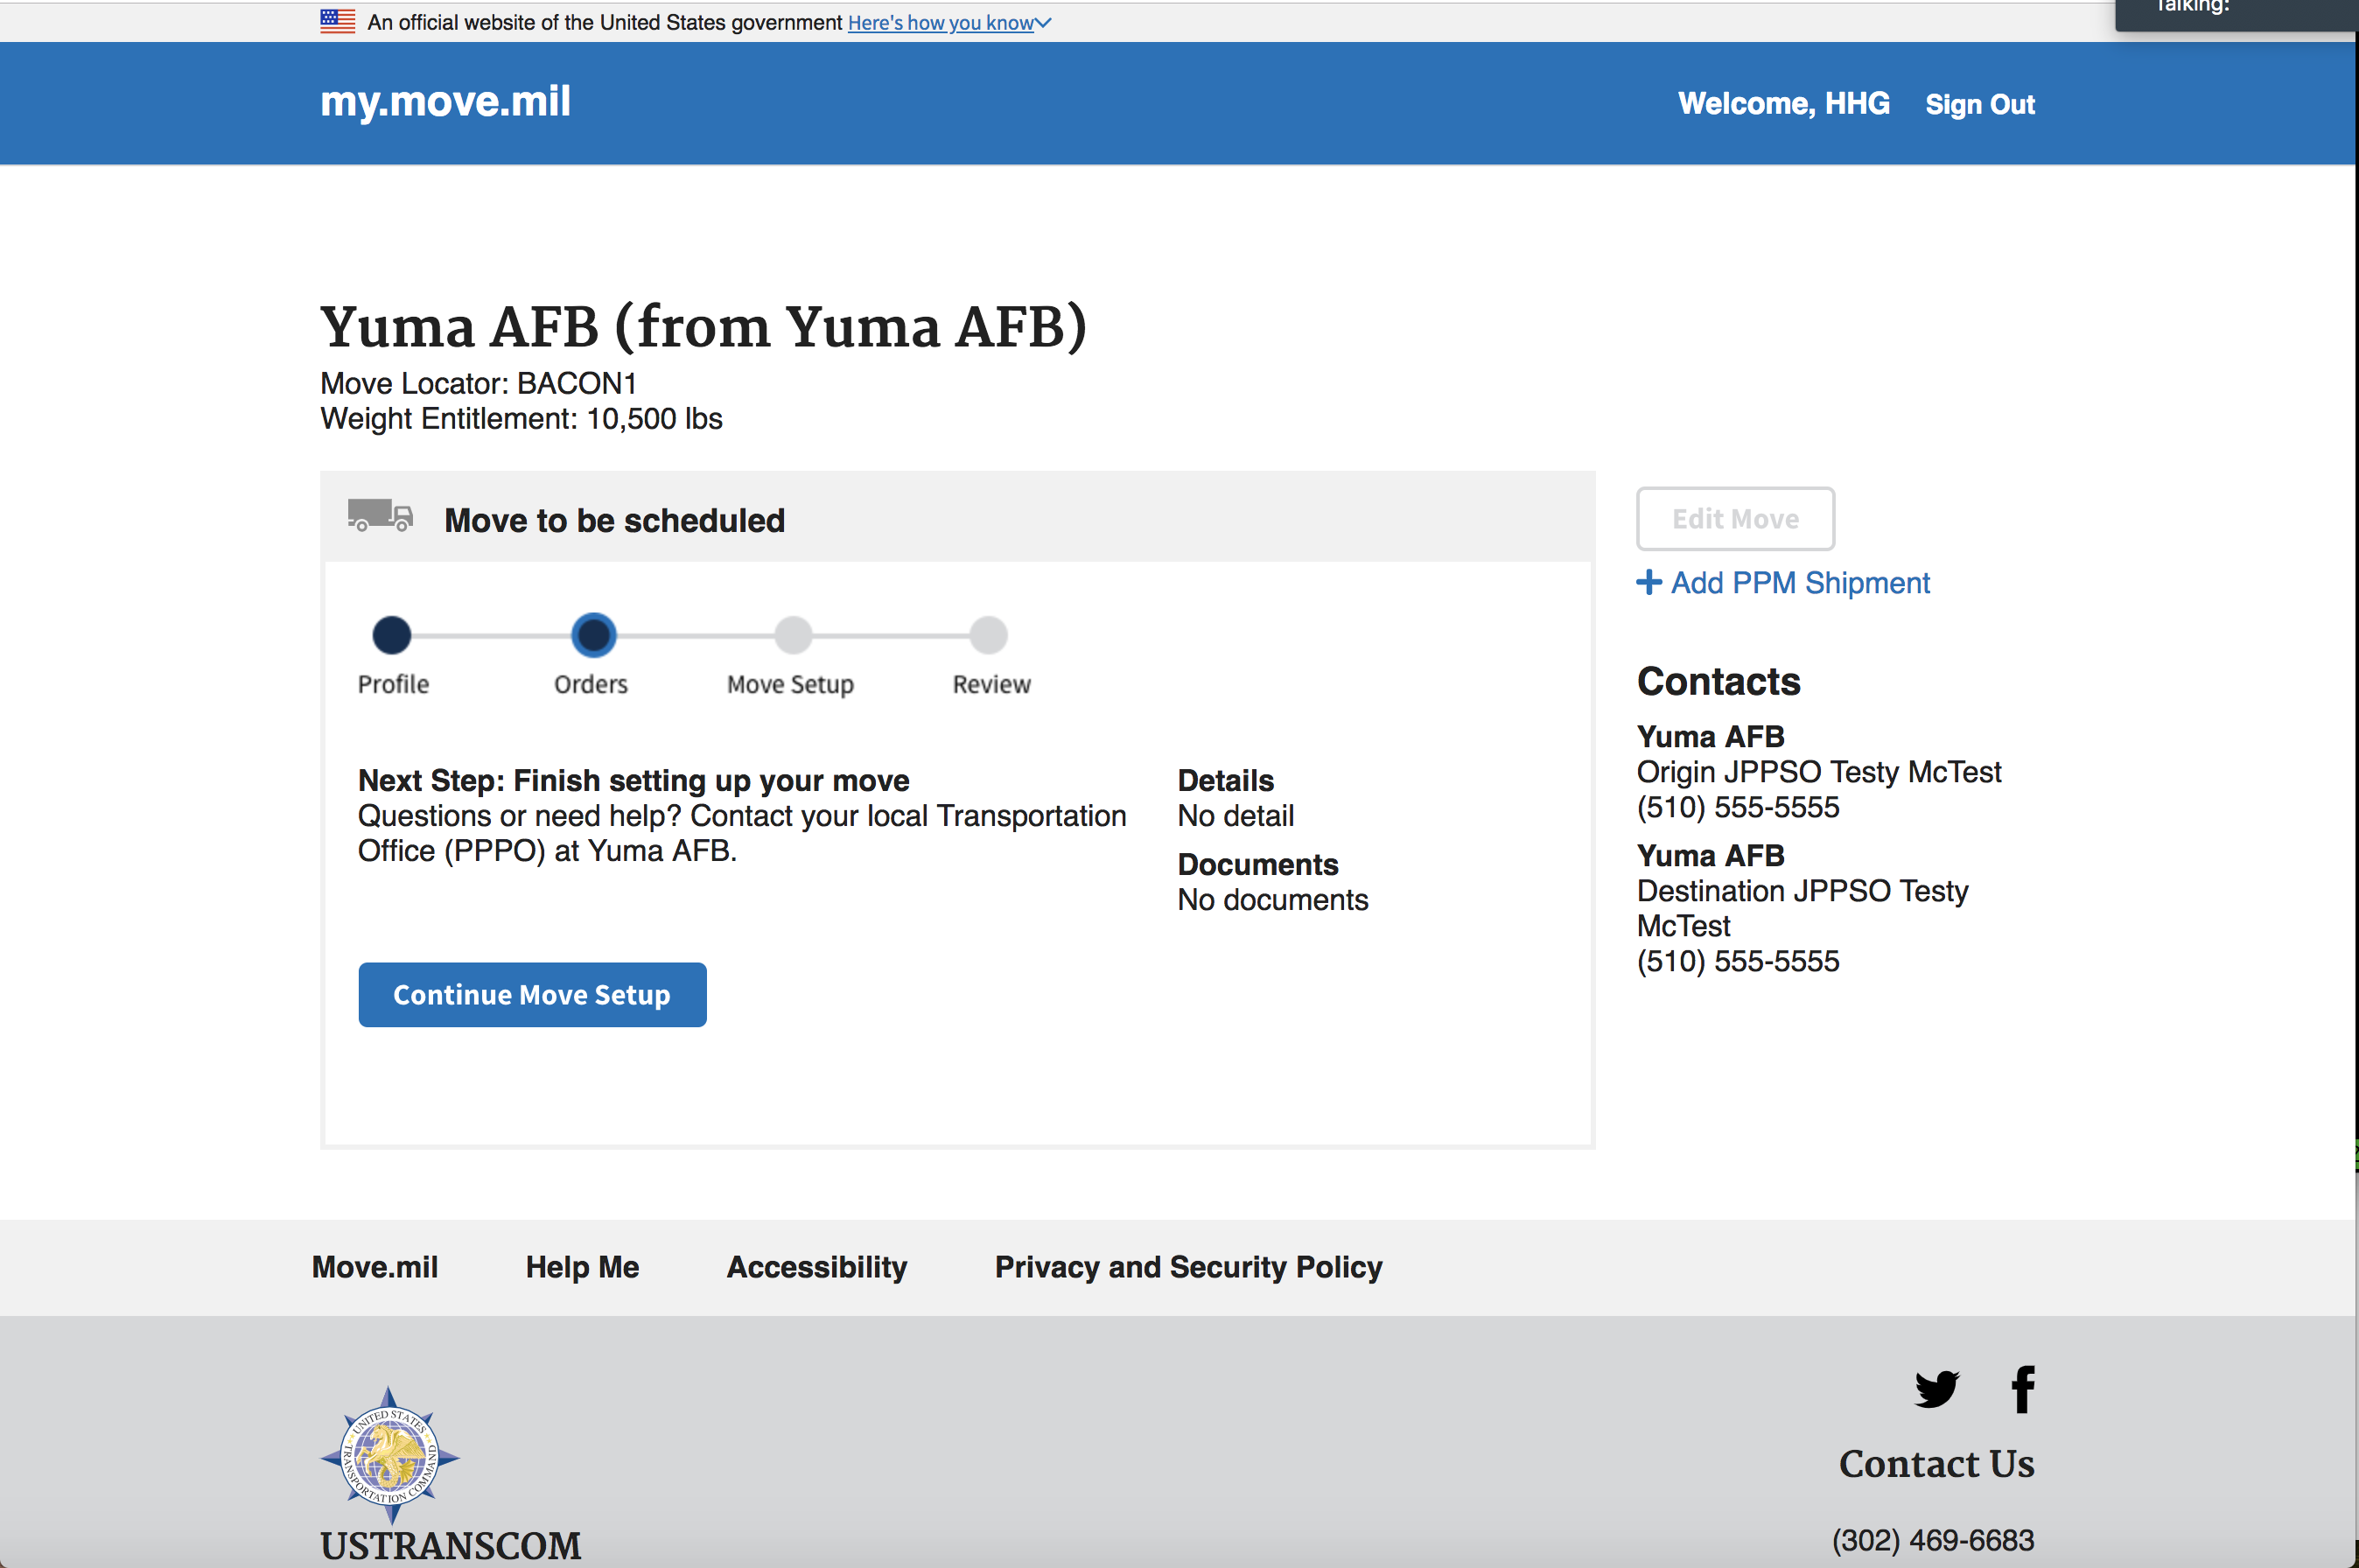 Talking:
An official website of the United States government Here's how you know
my.move.mil
Welcome, HHG Sign Out
Yuma AFB (from Yuma AFB)
Move Locator: BACON1
Weight Entitlement: 10,500 lbs
Move to be scheduled
Edit Move
Add PPM Shipment
Profile Orders Move Setup Review
Next Step: Finish setting up your move
Questions or need help? Contact your local Transportation
Office (PPPO) at Yuma AFB.
Details
No detail
Documents
No documents
Continue Move Setup
Contacts
Yuma AFB
Origin JPPSO Testy McTest
(510) 555-5555
Yuma AFB
Destination JPPSO Testy
McTest
(510) 555-5555
Move.mil Help Me Accessibility Privacy and Security Policy
UNITED STATES
TRANSPORTATION COMMAND
USTRANSCOM
Contact Us
(302) 469-6683